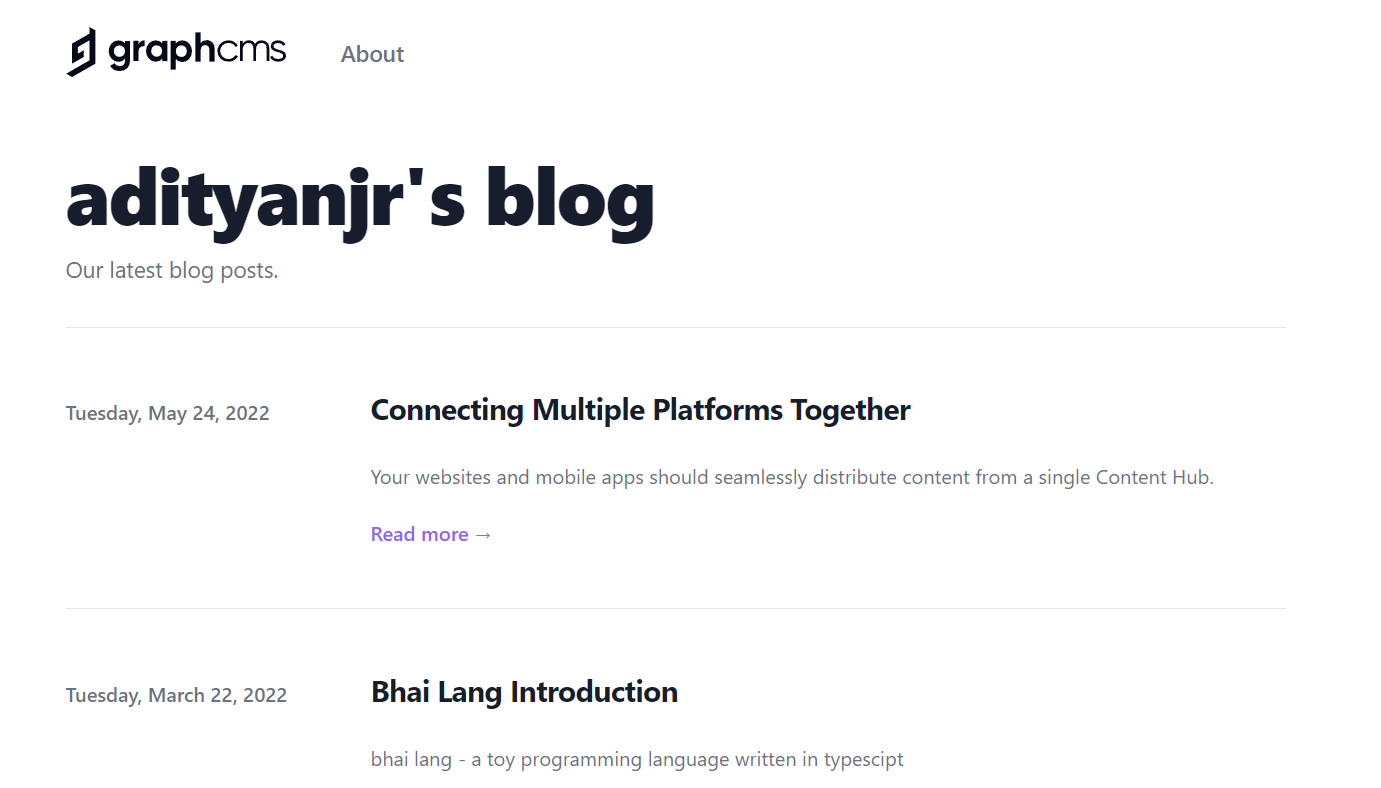 graphcms About
adityanjr's blog
Our latest blog posts.
Tuesday, May 24, 2022
Connecting Multiple Platforms Together
Your websites and mobile apps should seamlessly distribute content from a single Content Hub.
Read more →
Tuesday, March 22, 2022
Bhai Lang Introduction
bhai lang - a toy programming language written in typescipt